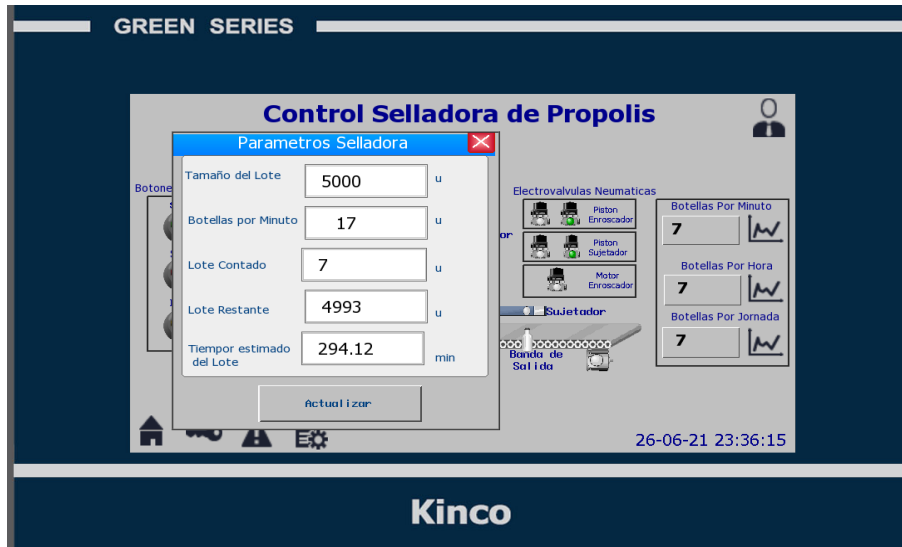 GREEN SERIES
Control Selladora de Propolis
Parametros Selladora
Tamaño del Lote 5000 u
Botellas por Minuto 17 u
Lote Contado 7 u
Lote Restante 4993 u
Tiempor estimado
del Lote 294.12 min
Actualizar
Electrovalvulas Neumaticas
Piston
Enroscador
Piston
Sujetador
Motor
Enroscador
Sujetador
Banda de
Salida
Botellas Por Minuto
7
Botellas Por Hora
7
Botellas Por Jornada
7
26-06-21 23:36:15
Kinco